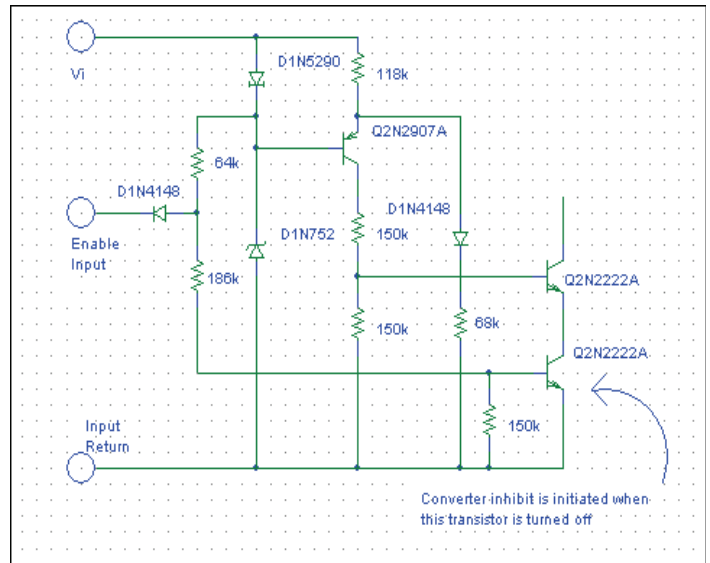 Vi
D1N5290
118k
Q2N2907A
64k
D1N4148
D1N4148
Enable
Input
D1N752
150k
186k
Q2N2222A
150k
68k
Q2N2222A
Input
Return
150k
Converter inhibit is initiated when
this transistor is turned off